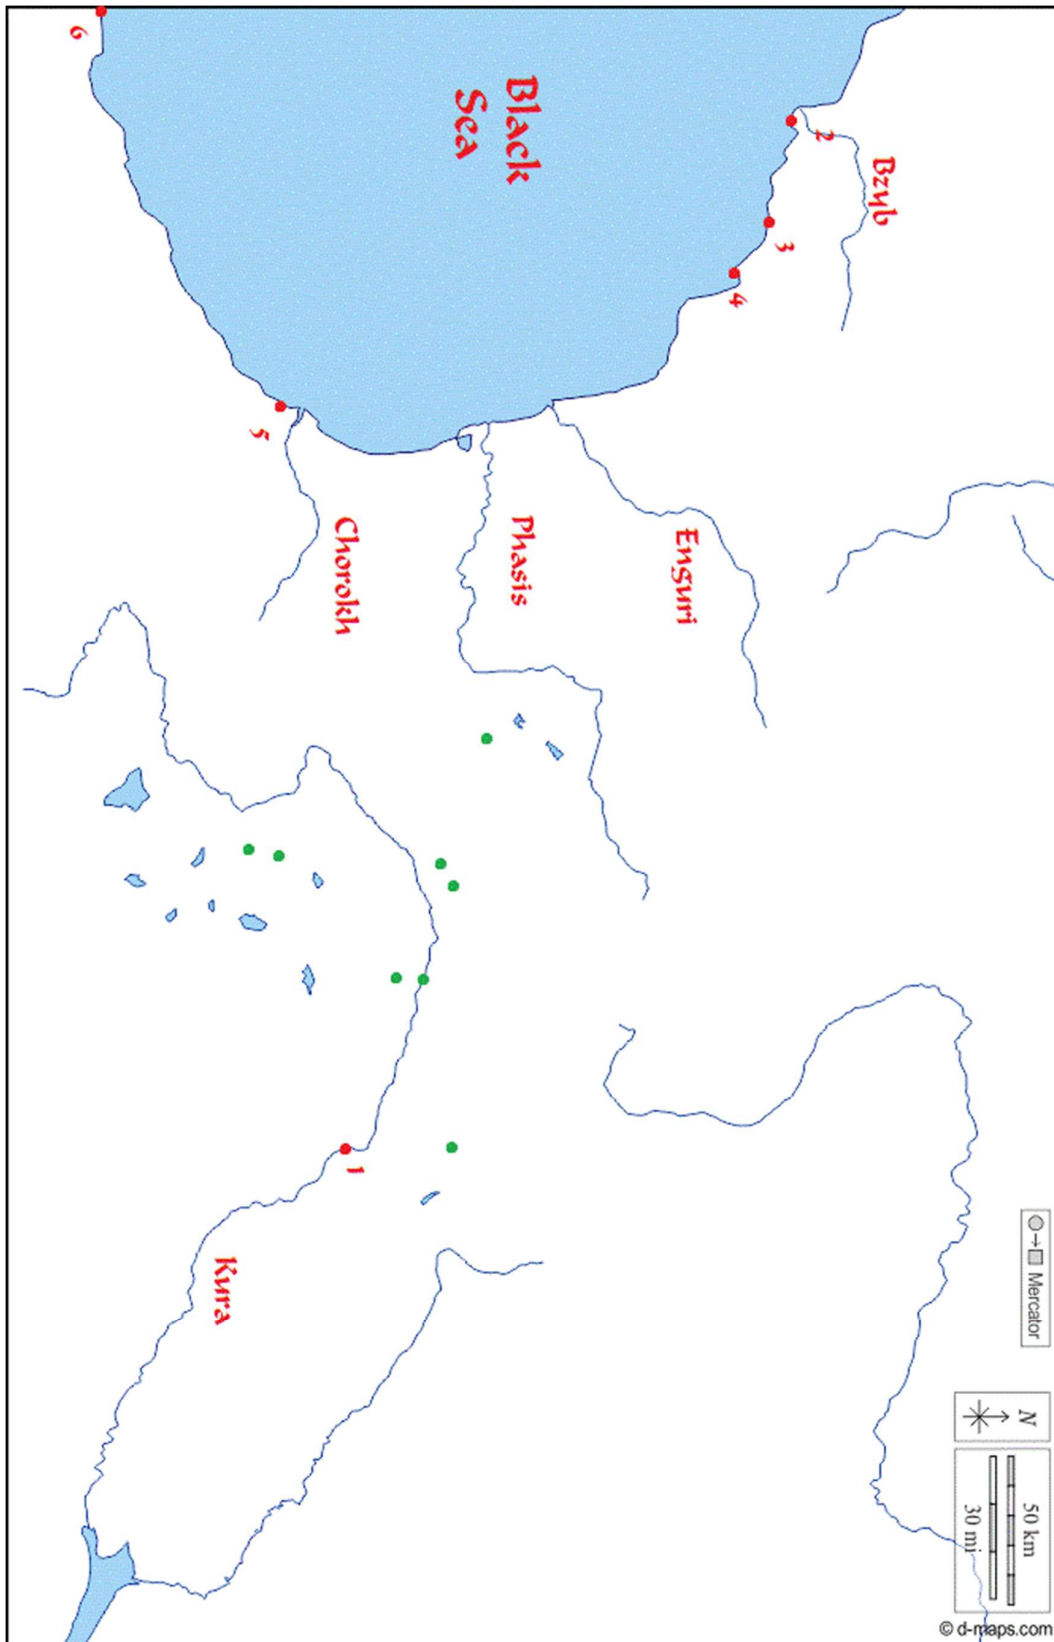 Black
Sea
Bzyb
Enguri
Phasis
Chorokh
Kura
1
2
3
4
5
6
Mercator
N
50 km
30 mi
© d-maps.com